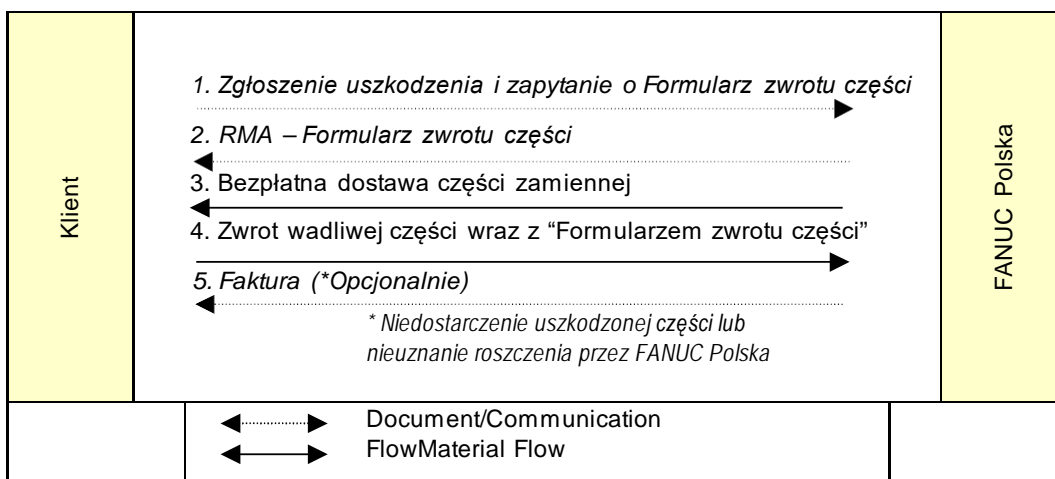 Klient
1. Zgłoszenie uszkodzenia i zapytanie o Formularz zwrotu części
2. RMA – Formularz zwrotu części
3. Bezpłatna dostawa części zamiennej
4. Zwrot wadliwej części wraz z “Formularzem zwrotu części”
5. Faktura (*Opcjonalnie)
* Niedostarczenie uszkodzonej części lub
nieuznanie roszczenia przez FANUC Polska
FANUC Polska
Document/Communication
FlowMaterial Flow